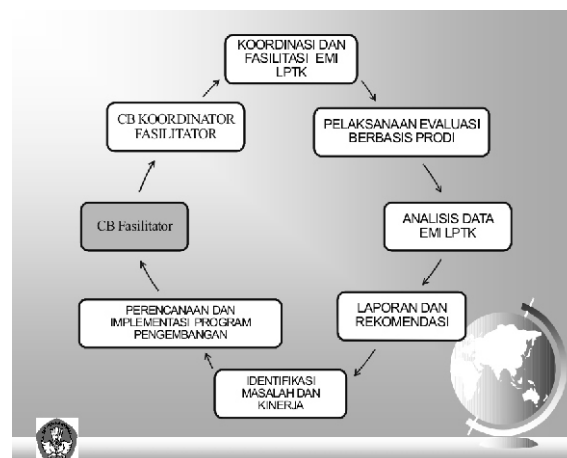 KOORDINASI DAN
FASILITASI EMI
LPTK
CB KOORDINATOR
FASILITATOR
PELAKSANAAN EVALUASI
BERBASIS PRODI
CB Fasilitator
ANALISIS DATA
EMI LPTK
PERENCANAAN DAN
IMPLEMENTASI PROGRAM
PENGEMBANGAN
LAPORAN DAN
REKOMENDASI
IDENTIFIKASI
MASALAH DAN
KINERJA